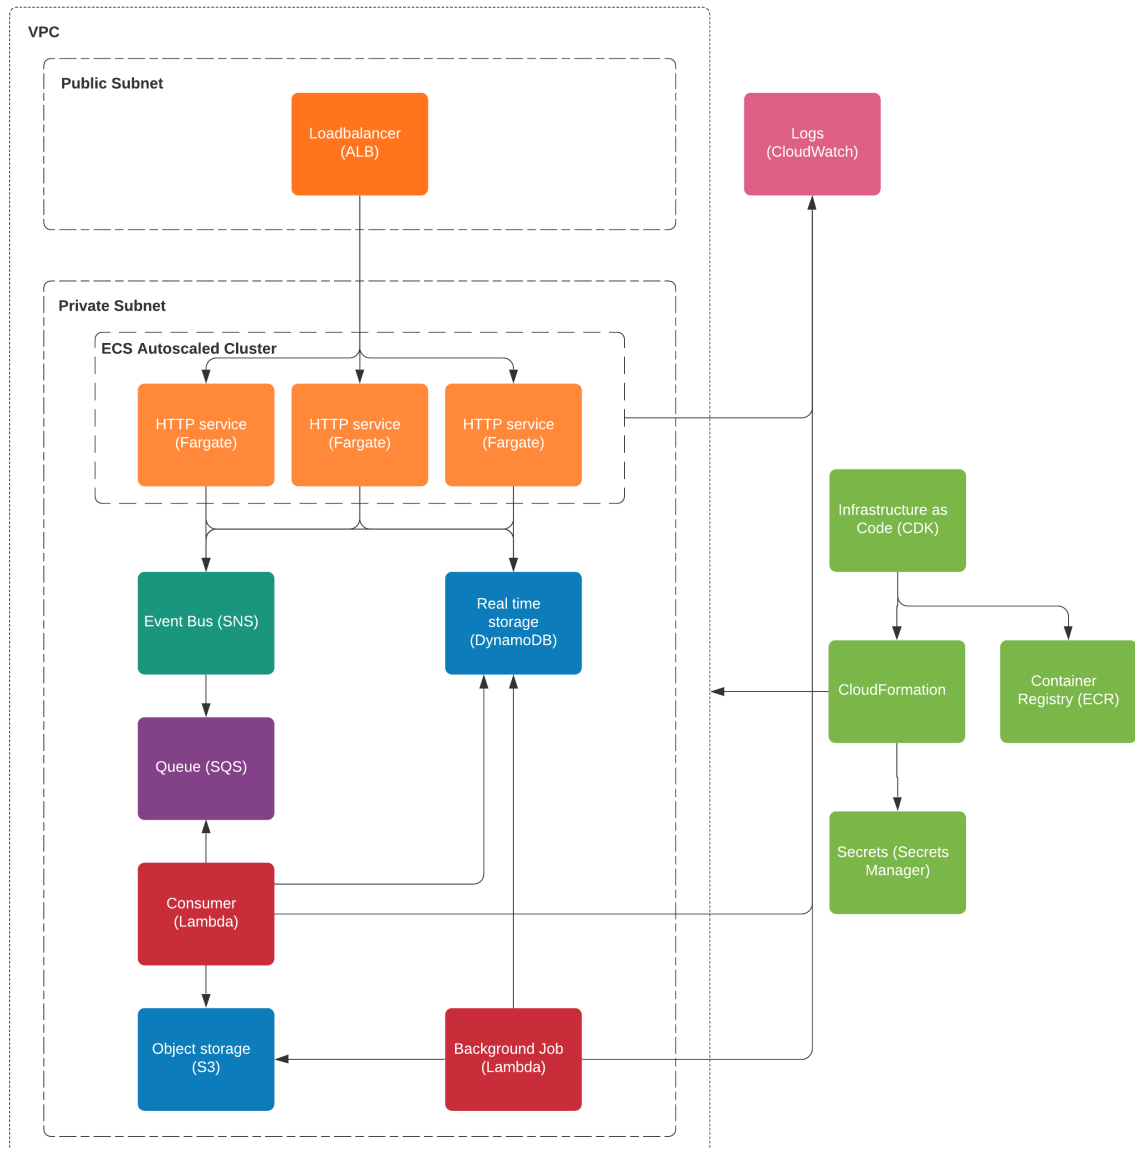 VPC
Public Subnet
Loadbalancer
(ALB)
Logs
(CloudWatch)
Private Subnet
ECS Autoscaled Cluster
HTTP service
(Fargate)
HTTP service
(Fargate)
HTTP service
(Fargate)
Infrastructure as
Code (CDK)
Event Bus (SNS)
Real time
storage
(DynamoDB)
CloudFormation
Container
Registry (ECR)
Queue (SQS)
Secrets (Secrets
Manager)
Consumer
(Lambda)
Object storage
(S3)
Background Job
(Lambda)